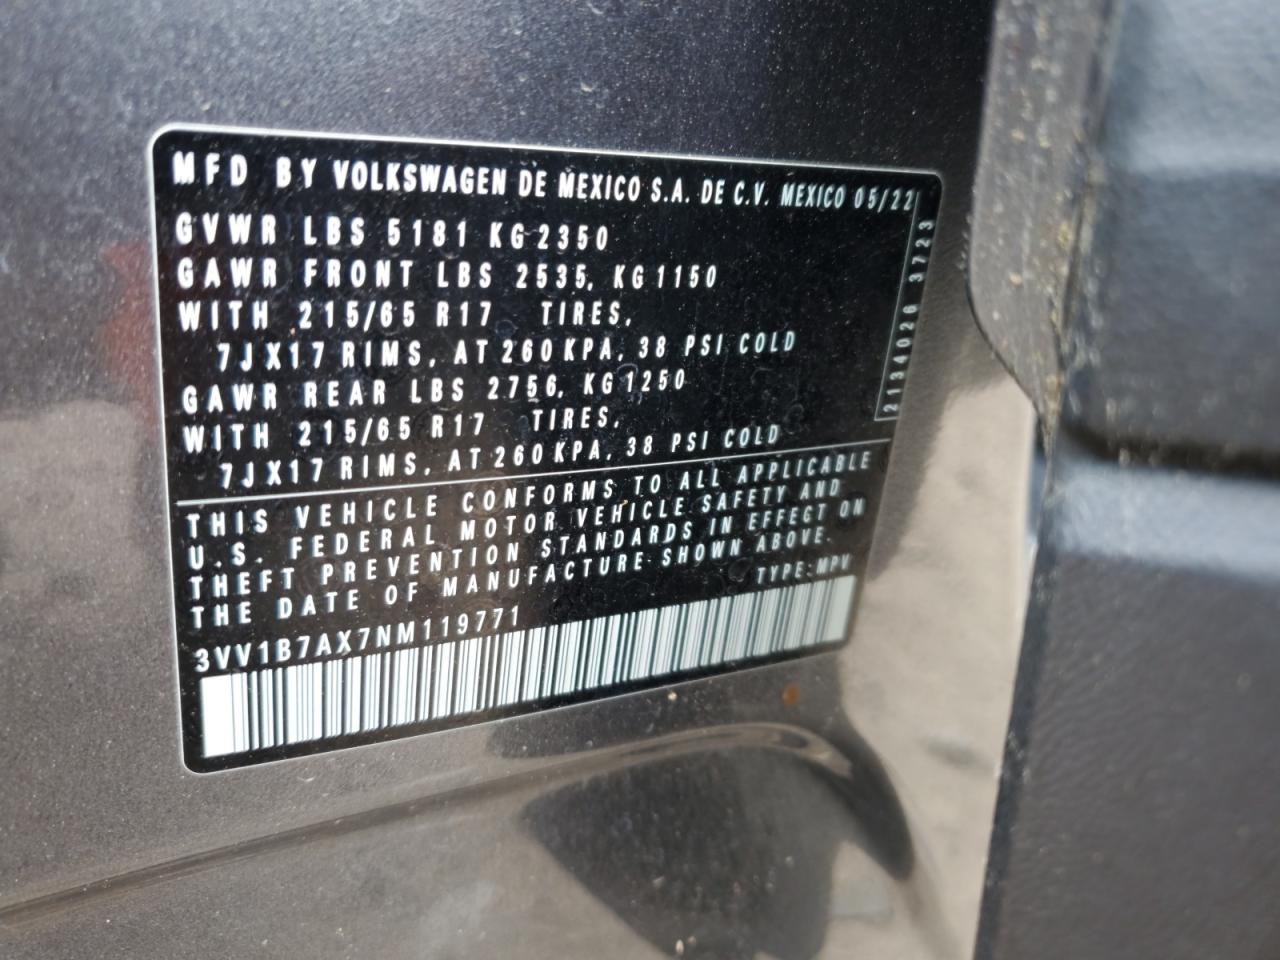 MFD BY VOLKSWAGEN DE MEXICO S.A. DE C.V. MEXICO 05/22
GVWR LBS 5181 KG 2350
GAWR FRONT LBS 2535, KG 1150
WITH 215/65 R17 TIRES,
7JX17 RIMS, AT 260 KPA, 38 PSI COLD
GAWR REAR LBS 2756, KG 1250
WITH 215/65 R17 TIRES,
7JX17 RIMS, AT 260 KPA, 38 PSI COLD
2134026 3723
THIS VEHICLE CONFORMS TO ALL APPLICABLE
U.S. FEDERAL MOTOR VEHICLE SAFETY AND
THEFT PREVENTION STANDARDS IN EFFECT ON
THE DATE OF MANUFACTURE SHOWN ABOVE.
TYPE: MPV
3VV1B7AX7NM119771